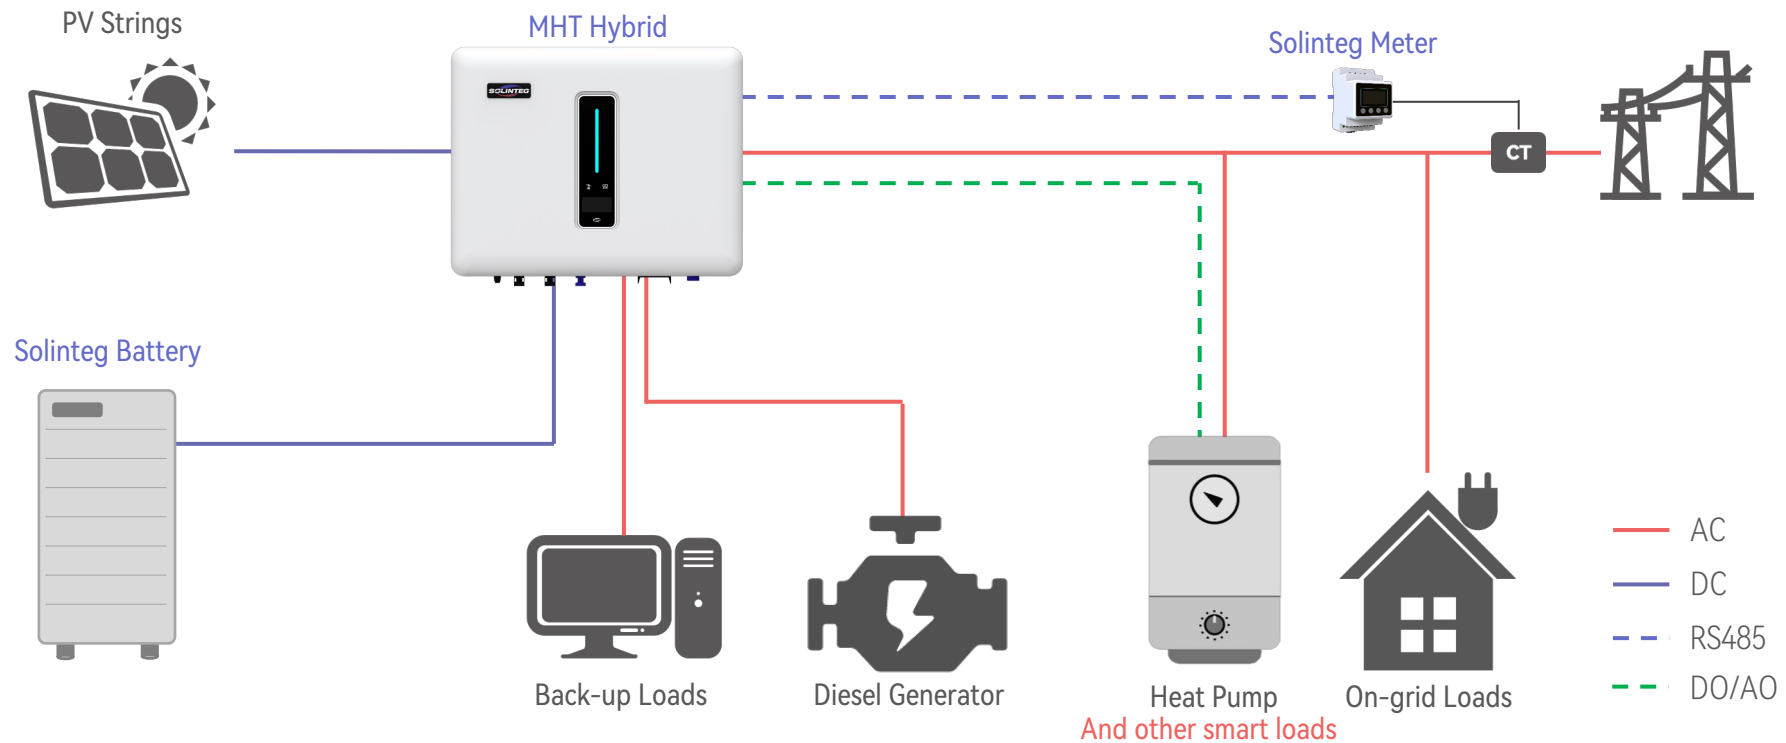 PV Strings
MHT Hybrid
Solinteg Meter
SOLINTEG
CT
Solinteg Battery
AC
DC
RS485
DO/AO
Back-up Loads
Diesel Generator
Heat Pump
And other smart loads
On-grid Loads